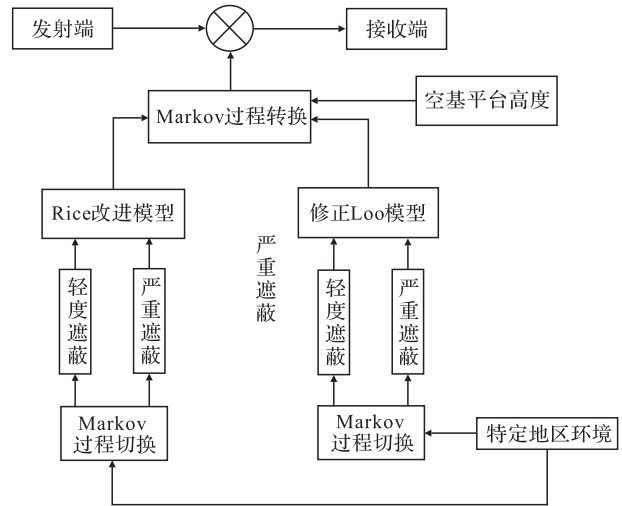 发射端
接收端
空基平台高度
Markov过程转换
Rice改进模型
修正Loo模型
严重遮蔽
轻度遮蔽
严重遮蔽
轻度遮蔽
严重遮蔽
Markov
过程切换
Markov
过程切换
特定地区环境